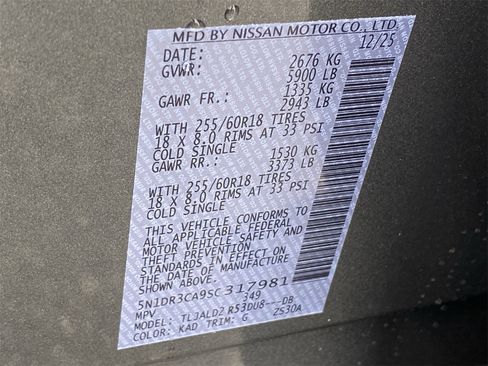 MFD BY NISSAN MOTOR CO., LTD.
DATE: 12/25
GVWR: 2676 KG
5900 LB
GAWR FR.: 1335 KG
2943 LB
WITH 255/60R18 TIRES
18 X 8.0 RIMS AT 33 PSI
COLD SINGLE
GAWR RR.: 1530 KG
3373 LB
WITH 255/60R18 TIRES
18 X 8.0 RIMS AT 33 PSI
COLD SINGLE
THIS VEHICLE CONFORMS TO
ALL APPLICABLE FEDERAL
MOTOR VEHICLE SAFETY AND
THEFT PREVENTION
STANDARDS IN EFFECT ON
THE DATE OF MANUFACTURE
SHOWN ABOVE.
5N1DR3CA9SC317981
MPV 349
MODEL: TLJALDZ R53DU8---DB
COLOR: KAD TRIM: G ZS30A